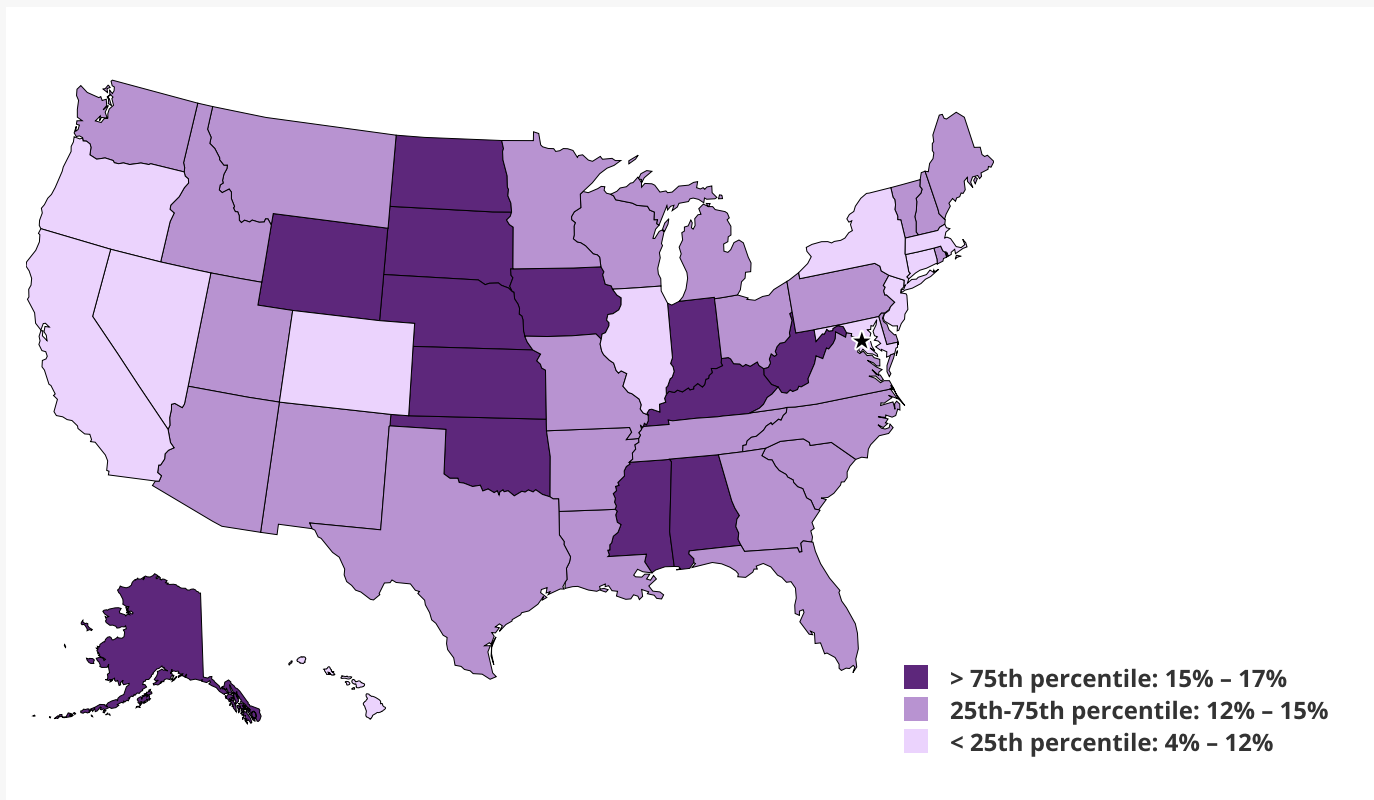 > 75th percentile: 15% – 17%
25th-75th percentile: 12% – 15%
< 25th percentile: 4% – 12%